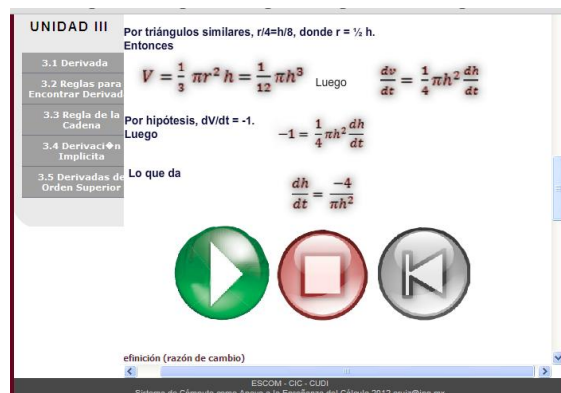 UNIDAD III
3.1 Derivada
3.2 Reglas para
Encontrar Derivad
3.3 Regla de la
Cadena
3.4 Derivaci�n
Implicita
3.5 Derivadas de
Orden Superior
Por triángulos similares, r/4=h/8, donde r = ½ h.
Entonces
V = 1/3 πr² h = 1/12 πh³ Luego dv/dt = 1/4 πh² dh/dt
Por hipótesis, dV/dt = -1.
Luego
−1 = 1/4 πh² dh/dt
Lo que da
dh/dt = −4/πh²
efinición (razón de cambio)
ESCOM - CIC - CUDI